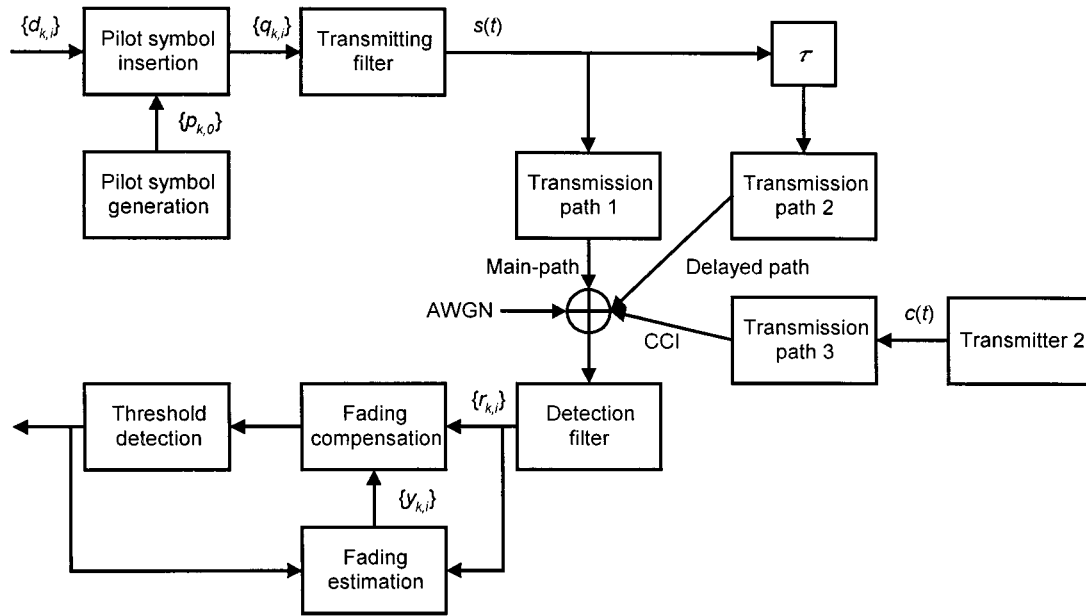 {d_{k,i}}
Pilot symbol
insertion
{q_{k,i}}
Transmitting
filter
s(t)
τ
{p_{k,0}}
Pilot symbol
generation
Transmission
path 1
Transmission
path 2
Main-path
Delayed path
AWGN
CCI
Transmission
path 3
c(t)
Transmitter 2
Threshold
detection
Fading
compensation
{r_{k,i}}
Detection
filter
{y_{k,i}}
Fading
estimation